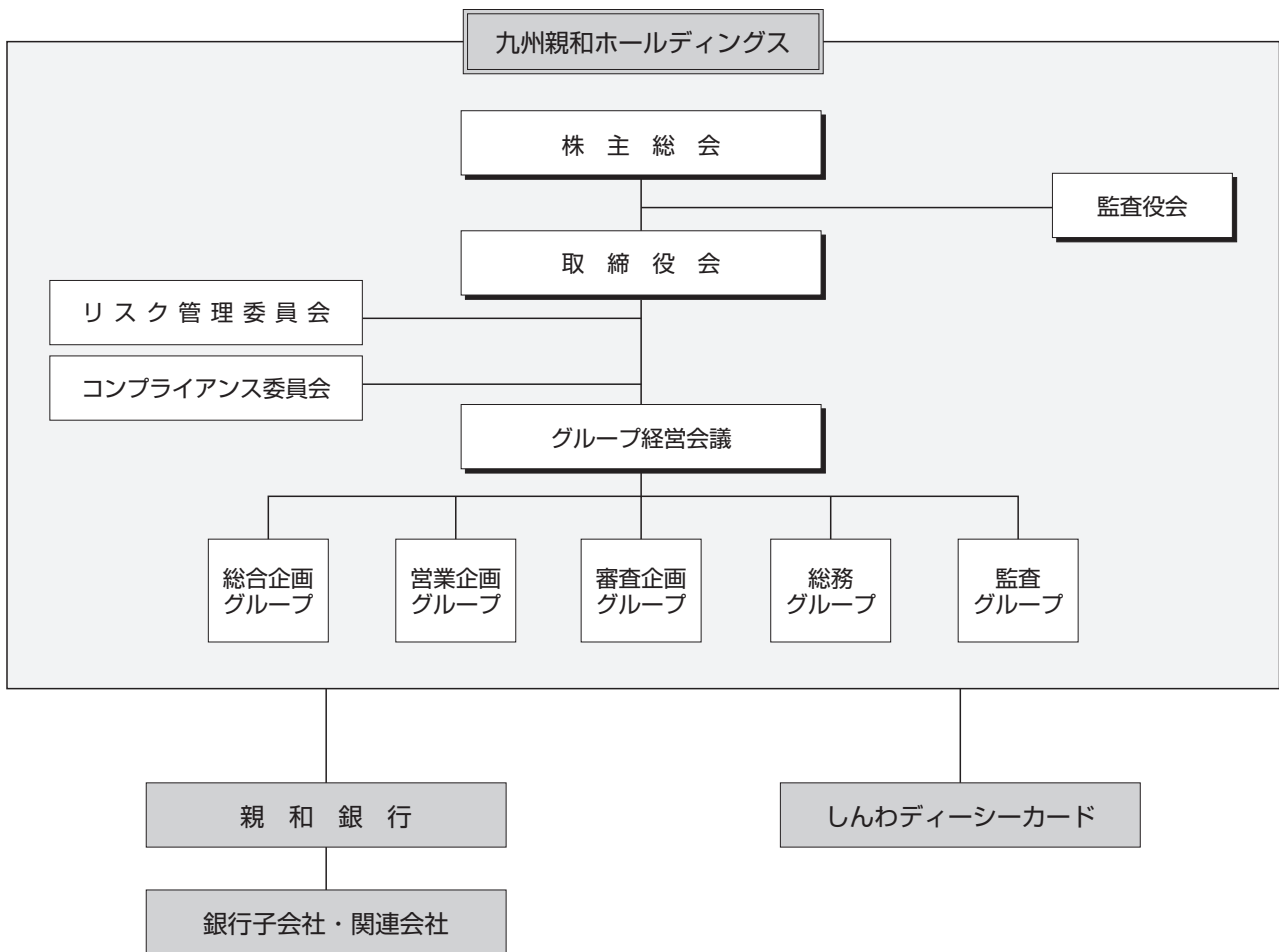 九州親和ホールディングス
株主総会
監査役会
取締役会
リスク管理委員会
コンプライアンス委員会
グループ経営会議
総合企画
グループ
営業企画
グループ
審査企画
グループ
総務
グループ
監査
グループ
親和銀行
しんわディーシーカード
銀行子会社・関連会社